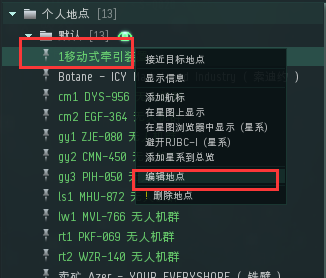 个人地点 [13]
默认 [13]
1移动式牵引
接近目标地点
Botane - ICY
显示信息
cm1 DYS-956
添加航标
cm2 EGF-364
在星图上显示
gy1 ZJE-080
在星图浏览器中显示 (星系)
gy2 CMN-450
避开RJBC-I (星系)
gy3 PIH-050
添加星系到总览
ls1 MHU-872
编辑地点
! 删除地点
lw1 MVL-766 无人机群
rt1 PKF-069 无人机群
rt2 WZR-140 无人机群
Azer - YOUR EVERYSHORE (